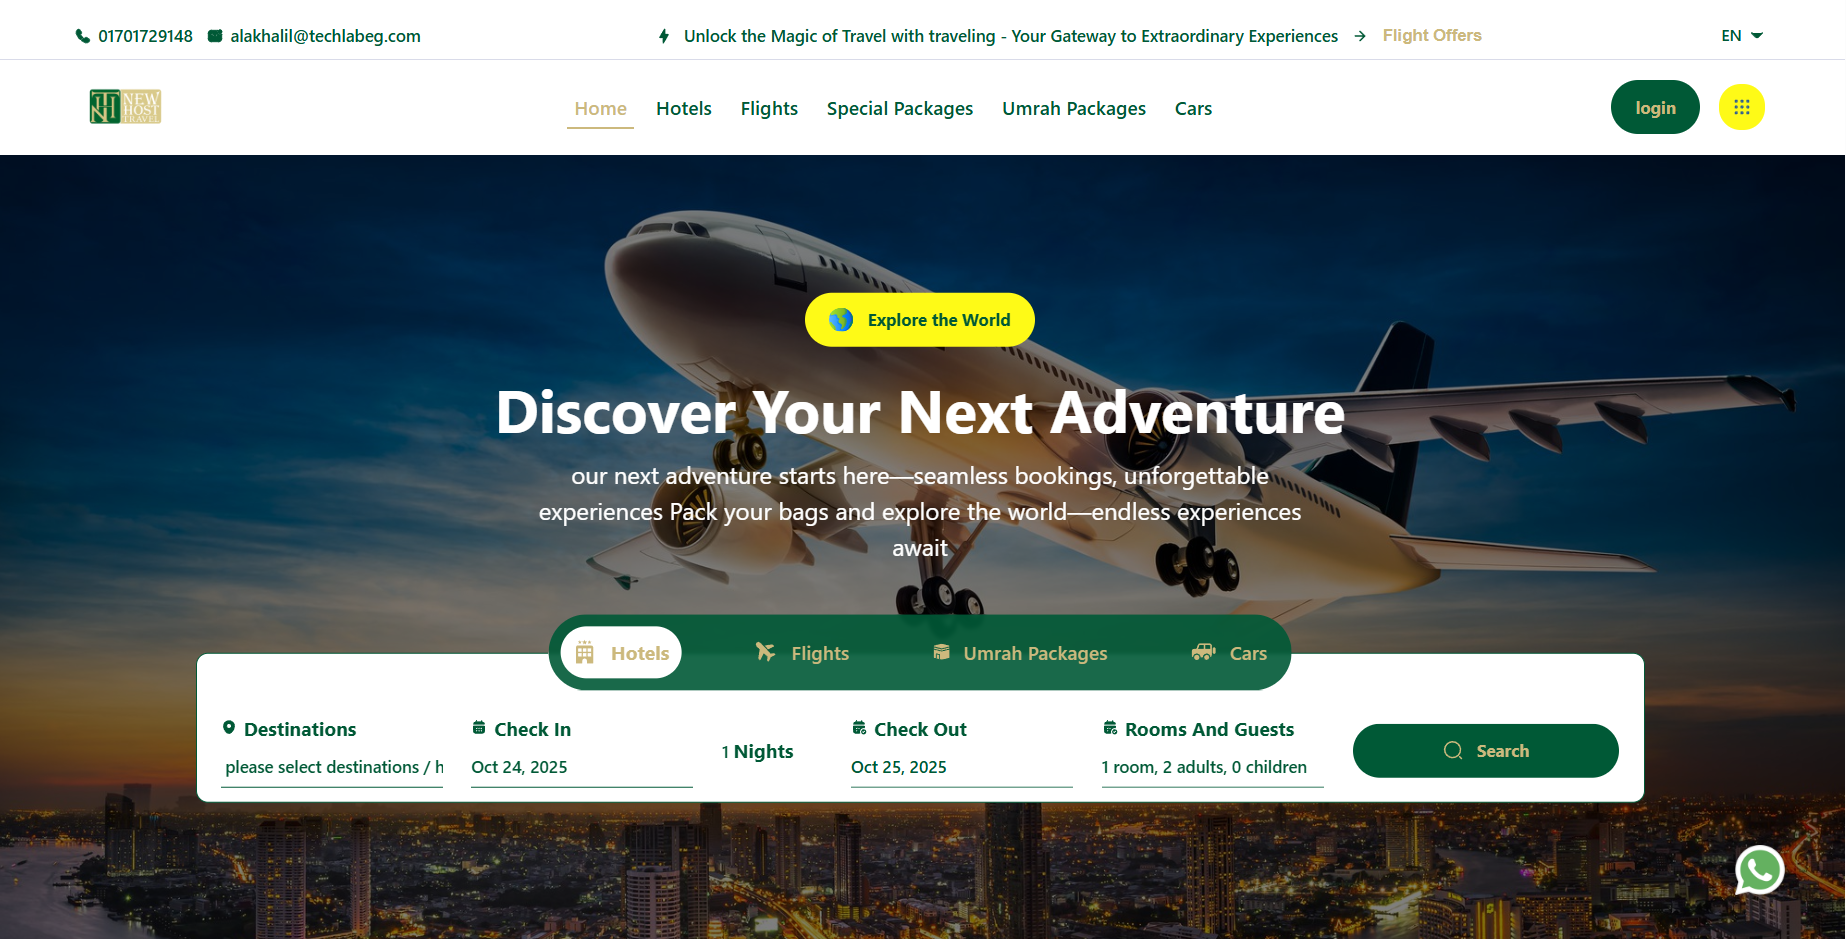 01701729148 alakhalil@techlabeg.com Unlock the Magic of Travel with traveling - Your Gateway to Extraordinary Experiences → Flight Offers EN
NEW
HOST
TRAVEL
Home Hotels Flights Special Packages Umrah Packages Cars login
Explore the World
Discover Your Next Adventure
our next adventure starts here—seamless bookings, unforgettable
experiences Pack your bags and explore the world—endless experiences
await
Hotels Flights Umrah Packages Cars
Destinations Check In Check Out Rooms And Guests
1 Nights Search
please select destinations / h Oct 24, 2025 Oct 25, 2025 1 room, 2 adults, 0 children